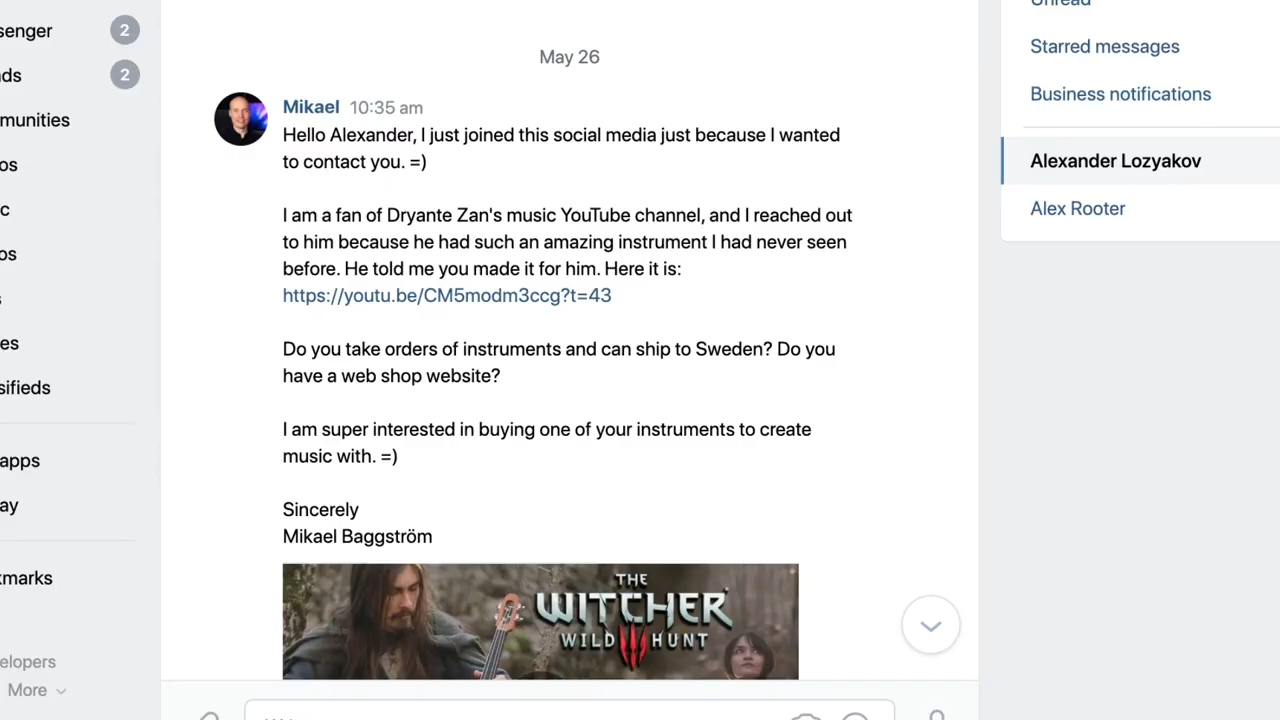 senger
2
ds
2
munities
os
c
os
s
es
sifieds
apps
ay
kmarks
elopers
More
May 26
Mikael 10:35 am
Hello Alexander, I just joined this social media just because I wanted
to contact you. =)
I am a fan of Dryante Zan's music YouTube channel, and I reached out
to him because he had such an amazing instrument I had never seen
before. He told me you made it for him. Here it is:
https://youtu.be/CM5modm3ccg?t=43
Do you take orders of instruments and can ship to Sweden? Do you
have a web shop website?
I am super interested in buying one of your instruments to create
music with. =)
Sincerely
Mikael Baggström
THE
WITCHER
WILD HUNT
Unread
Starred messages
Business notifications
Alexander Lozyakov
Alex Rooter